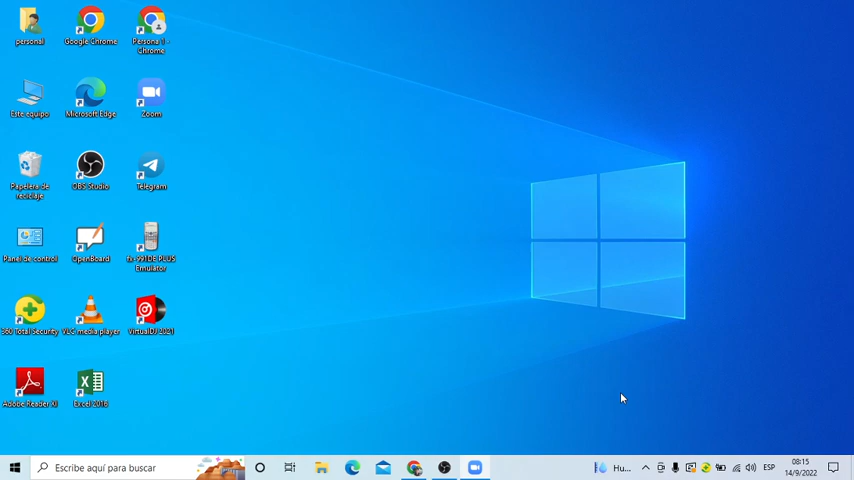 personal
Google Chrome
Persona 1 -
Chrome
Este equipo
Microsoft Edge
Zoom
Papelera de
reciclaje
OBS Studio
Telegram
Panel de control
OpenBoard
fx-991DE PLUS
Emulator
360 Total Security
VLC media player
VirtualDJ 2021
Adobe Reader XI
Excel 2016
Escribe aquí para buscar
Hu...
ESP
08:15
14/9/2022